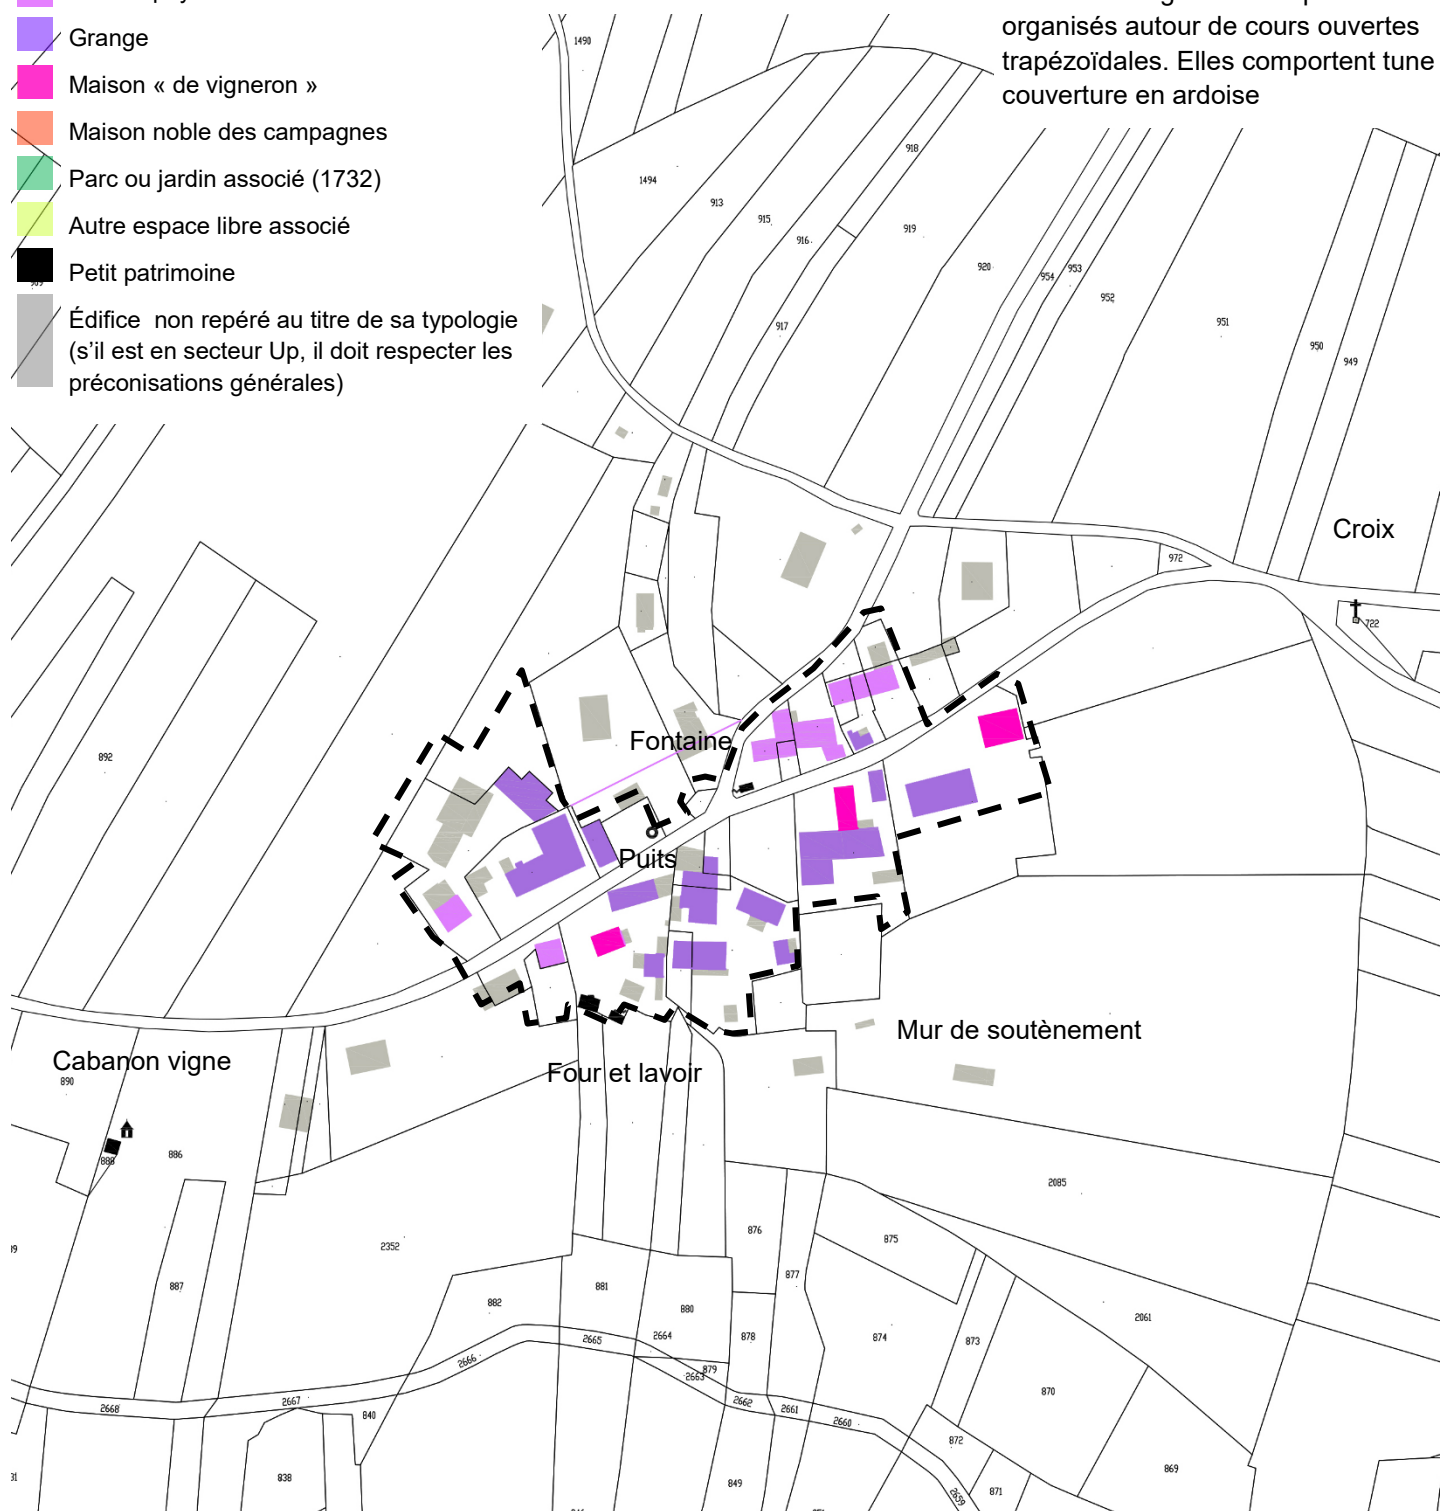 Grange
Maison « de vigneron »
Maison noble des campagnes
Parc ou jardin associé (1732)
Autre espace libre associé
Petit patrimoine
Édifice non repéré au titre de sa typologie
(s’il est en secteur Up, il doit respecter les
préconisations générales)
organisés autour de cours ouvertes
trapézoïdales. Elles comportent tune
couverture en ardoise
1490
918
1494
913
915
916
919
920
954
953
952
951
917
950
949
Croix
972
722
Fontaine
892
Puits
Mur de soutènement
Cabanon vigne
890
Four et lavoir
888
886
2085
876
875
2352
877
887
881
882
880
2061
878
874
873
2665
2664
2666
879
2663
870
2667
2662
2661
2660
2668
840
872
869
838
849
871
2659